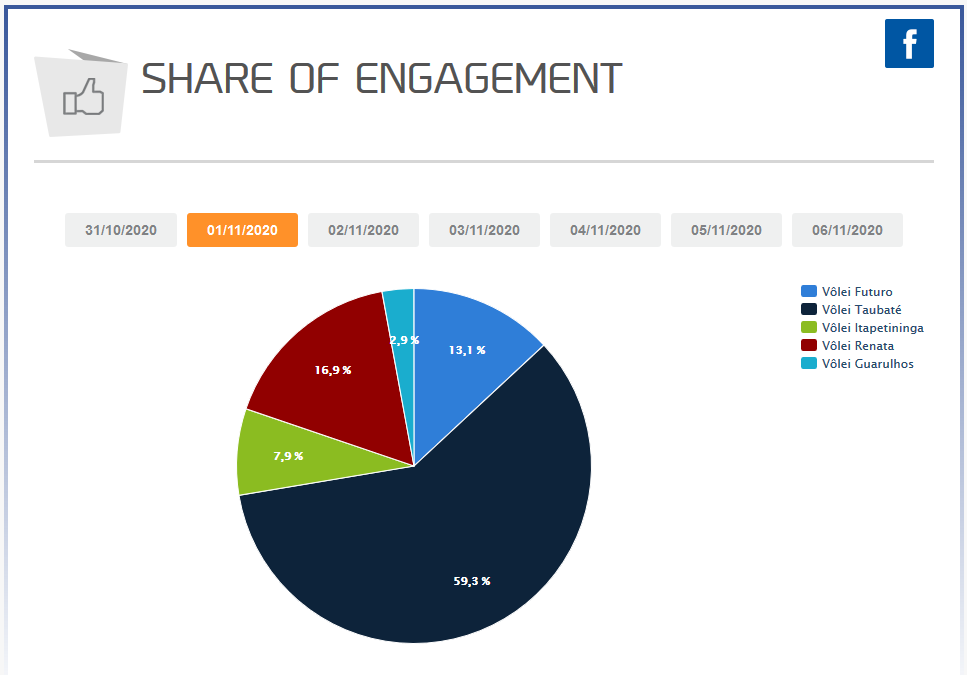 f
SHARE OF ENGAGEMENT
31/10/2020 01/11/2020 02/11/2020 03/11/2020 04/11/2020 05/11/2020 06/11/2020
Vôlei Futuro
Vôlei Taubaté
Vôlei Itapetininga
Vôlei Renata
Vôlei Guarulhos
2,9 %
13,1 %
16,9 %
7,9 %
59,3 %